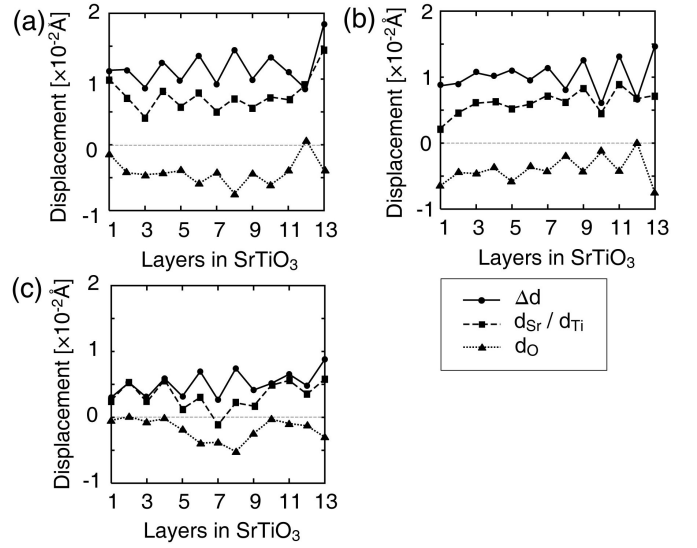 (a)
Displacement [×10⁻²Å]
2
1
0
-1
1 3 5 7 9 11 13
Layers in SrTiO₃
(b)
Displacement [×10⁻²Å]
2
1
0
-1
1 3 5 7 9 11 13
Layers in SrTiO₃
(c)
Displacement [×10⁻²Å]
2
1
0
-1
1 3 5 7 9 11 13
Layers in SrTiO₃
Δd
d_Sr / d_Ti
d_O